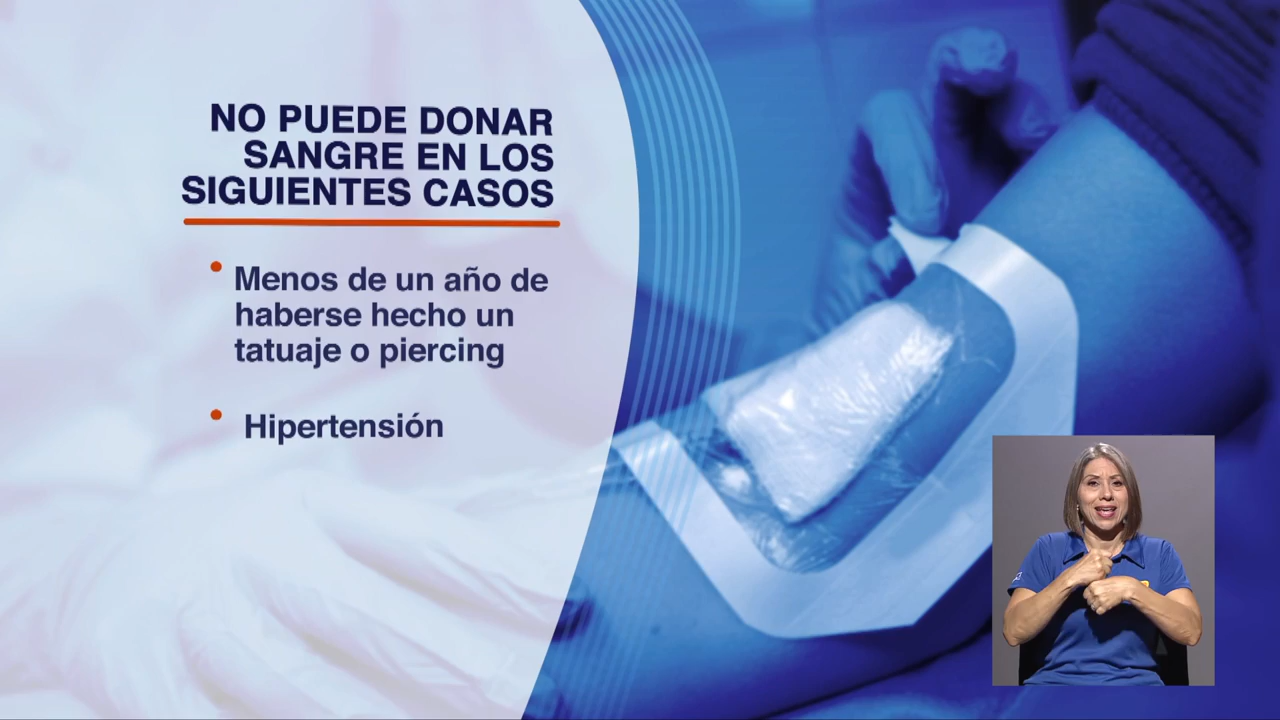 NO PUEDE DONAR
SANGRE EN LOS
SIGUIENTES CASOS
• Menos de un año de
haberse hecho un
tatuaje o piercing
• Hipertensión